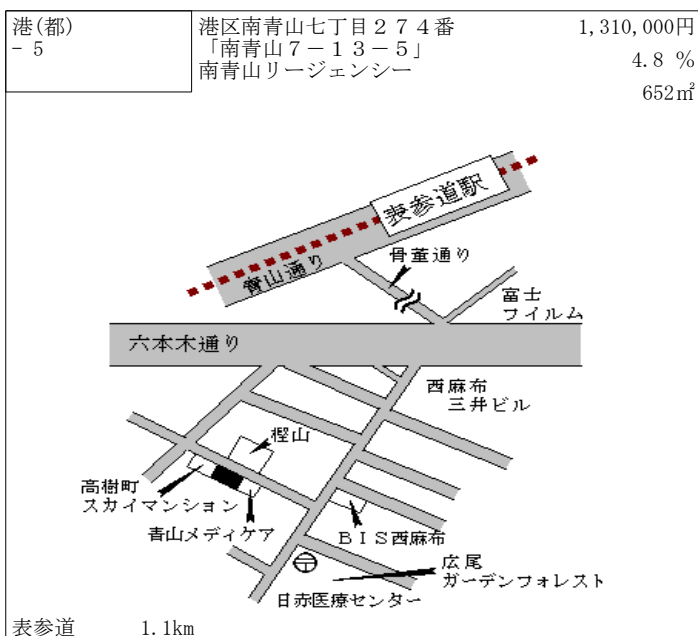 港(都)
- 5
港区南青山七丁目２７４番
「南青山７－１３－５」
南青山リージェンシー
1,310,000円
4.8 %
652㎡
表参道駅
青山通り
骨董通り
富士
フイルム
六本木通り
西麻布
三井ビル
樫山
高樹町
スカイマンション
青山メディケア
ＢＩＳ西麻布
広尾
ガーデンフォレスト
日赤医療センター
表参道 1.1km